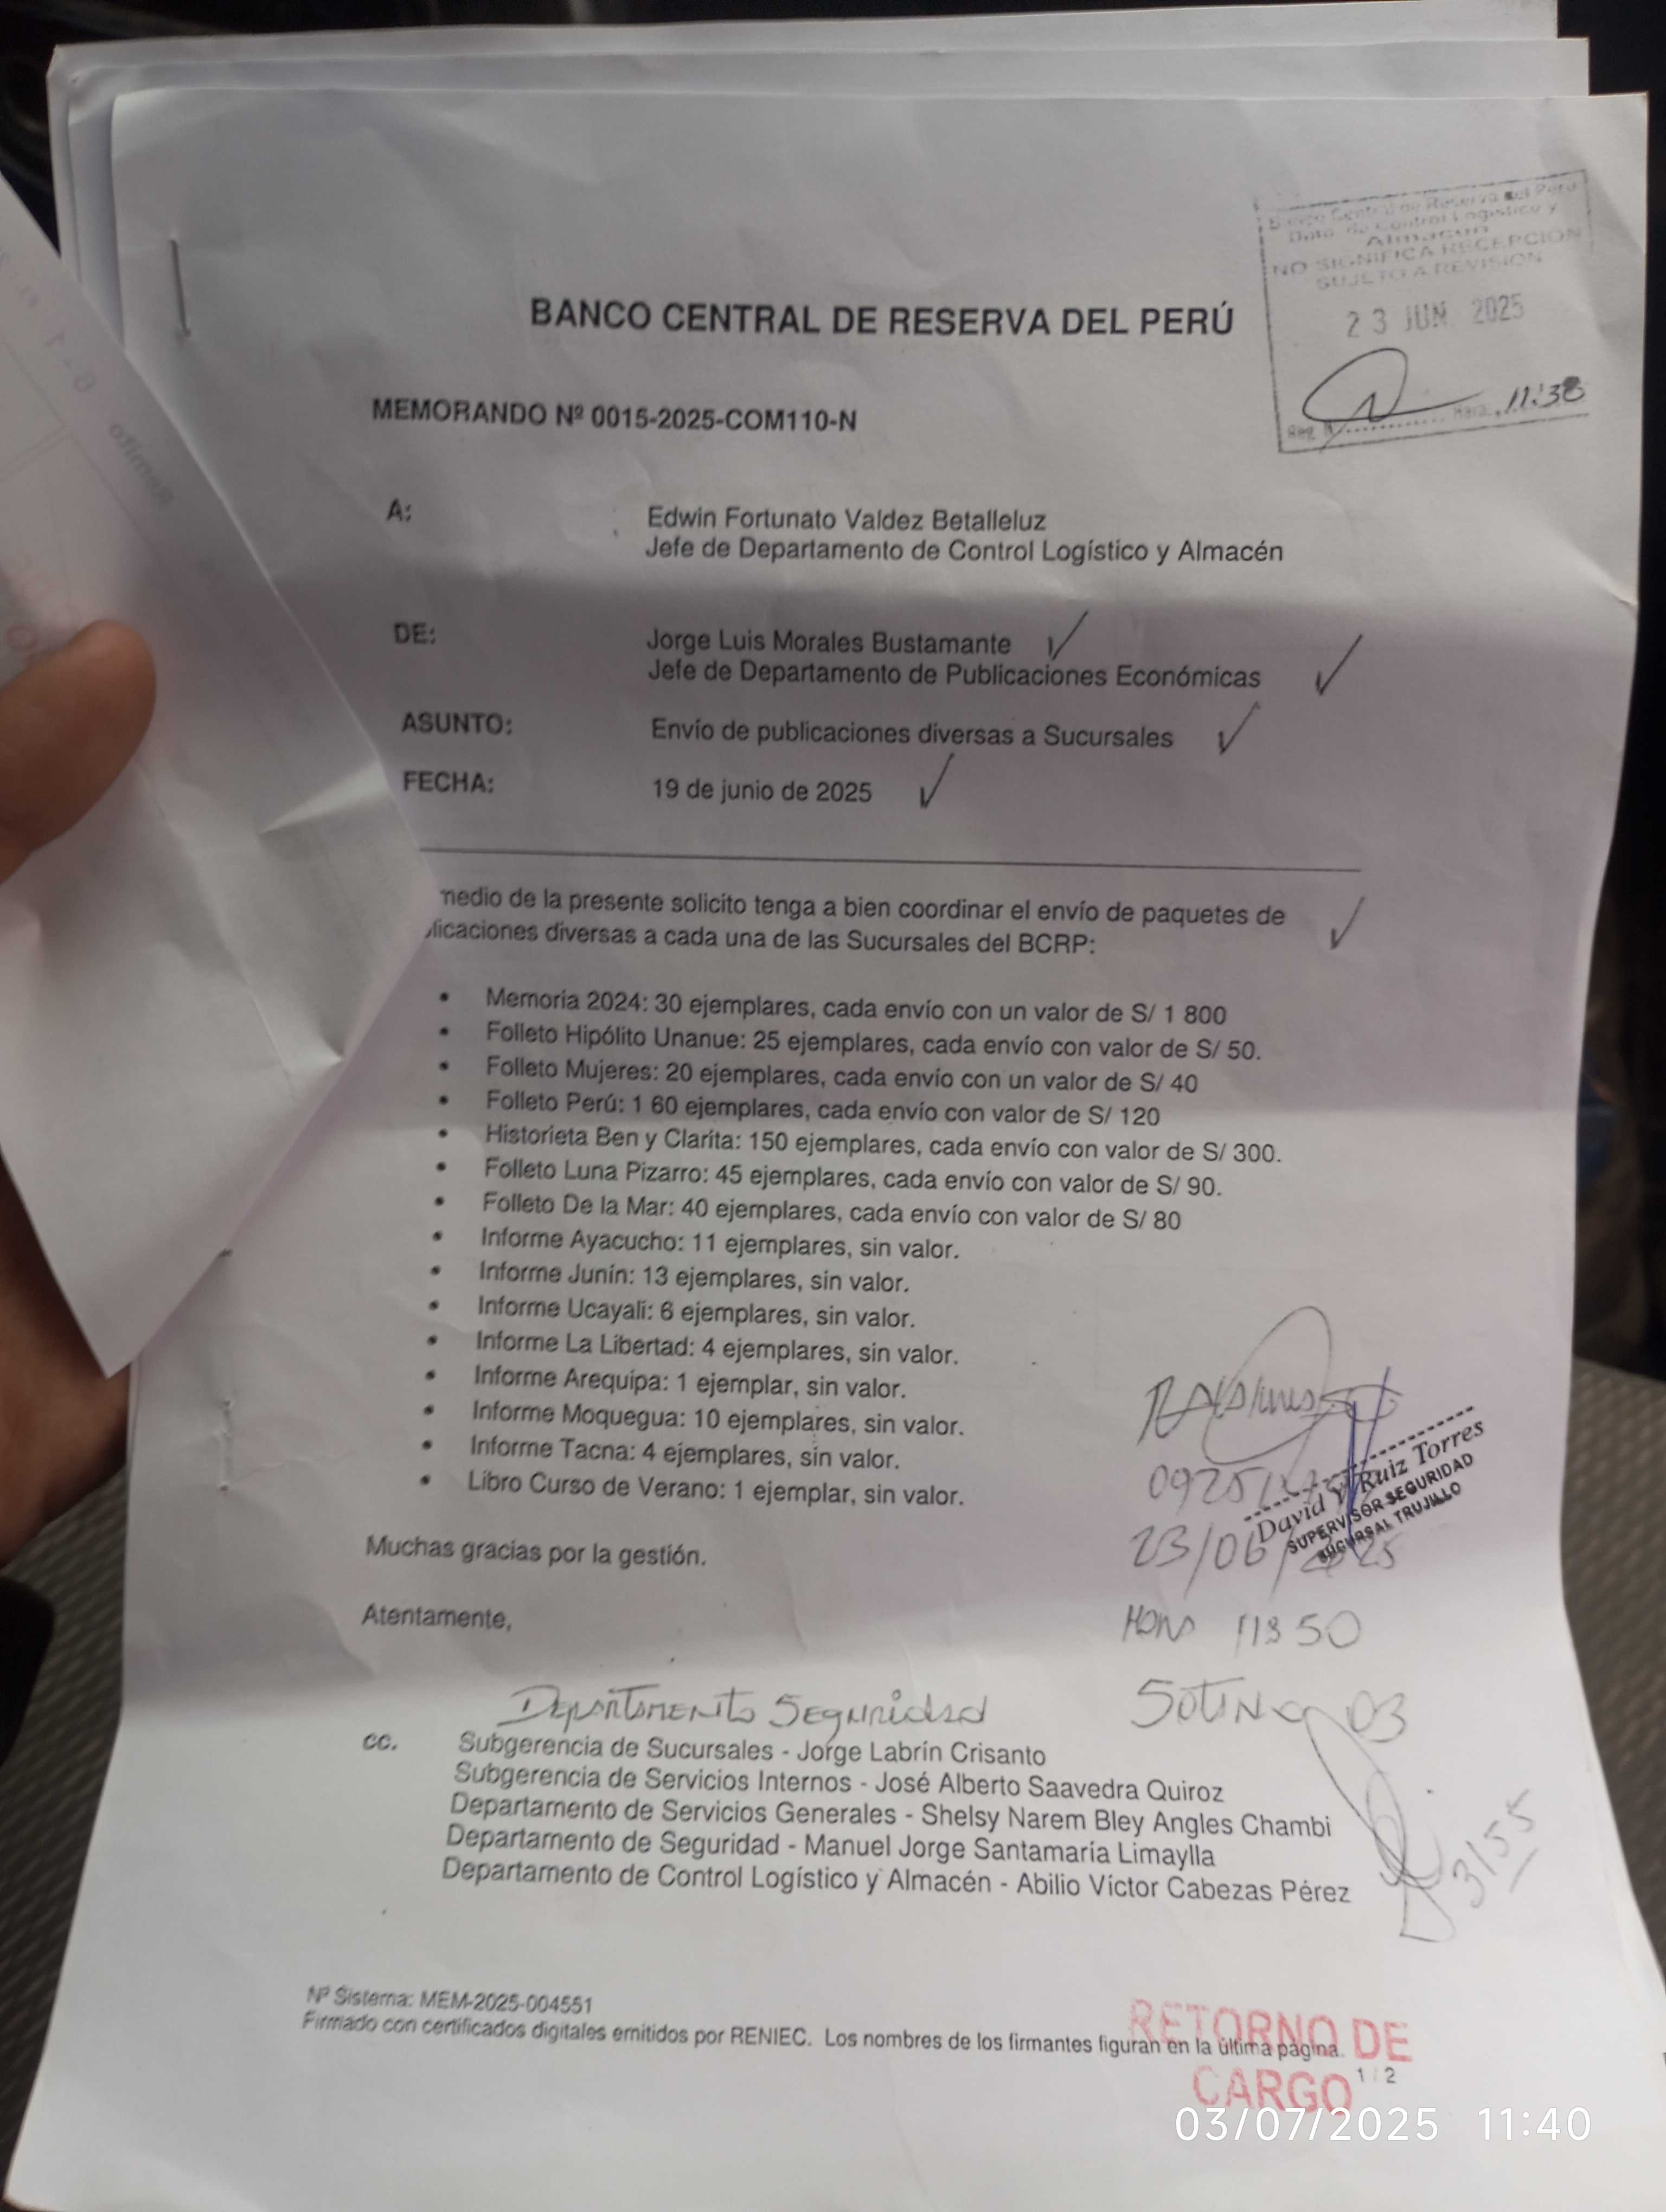 Banco Central de Reserva del Perú
Dpto. de Control Logístico y
Almacén
NO SIGNIFICA RECEPCION
SUJETO A REVISION
23 JUN 2025
Hora 11:38
BANCO CENTRAL DE RESERVA DEL PERÚ
MEMORANDO Nº 0015-2025-COM110-N
A: Edwin Fortunato Valdez Betalleluz
Jefe de Departamento de Control Logístico y Almacén
DE: Jorge Luis Morales Bustamante
Jefe de Departamento de Publicaciones Económicas
ASUNTO: Envío de publicaciones diversas a Sucursales
FECHA: 19 de junio de 2025
medio de la presente solicito tenga a bien coordinar el envío de paquetes de
licaciones diversas a cada una de las Sucursales del BCRP:
• Memoria 2024: 30 ejemplares, cada envío con un valor de S/ 1 800
• Folleto Hipólito Unanue: 25 ejemplares, cada envío con valor de S/ 50.
• Folleto Mujeres: 20 ejemplares, cada envío con un valor de S/ 40
• Folleto Perú: 1 60 ejemplares, cada envío con valor de S/ 120
• Historieta Ben y Clarita: 150 ejemplares, cada envío con valor de S/ 300.
• Folleto Luna Pizarro: 45 ejemplares, cada envío con valor de S/ 90.
• Folleto De la Mar: 40 ejemplares, cada envío con valor de S/ 80
• Informe Ayacucho: 11 ejemplares, sin valor.
• Informe Junín: 13 ejemplares, sin valor.
• Informe Ucayali: 6 ejemplares, sin valor.
• Informe La Libertad: 4 ejemplares, sin valor.
• Informe Arequipa: 1 ejemplar, sin valor.
• Informe Moquegua: 10 ejemplares, sin valor.
• Informe Tacna: 4 ejemplares, sin valor.
• Libro Curso de Verano: 1 ejemplar, sin valor.
David Y. Ruiz Torres
SUPERVISOR SEGURIDAD
SUCURSAL TRUJILLO
23/06/2025
Muchas gracias por la gestión.
Atentamente,
Departamento Seguridad
03
cc. Subgerencia de Sucursales - Jorge Labrín Crisanto
Subgerencia de Servicios Internos - José Alberto Saavedra Quiroz
Departamento de Servicios Generales - Shelsy Narem Bley Angles Chambi
Departamento de Seguridad - Manuel Jorge Santamaría Limaylla
Departamento de Control Logístico y Almacén - Abilio Víctor Cabezas Pérez
Nº Sistema: MEM-2025-004551
Firmado con certificados digitales emitidos por RENIEC. Los nombres de los firmantes figuran en la última página.
RETORNO DE
CARGO
1 / 2
03/07/2025 11:40